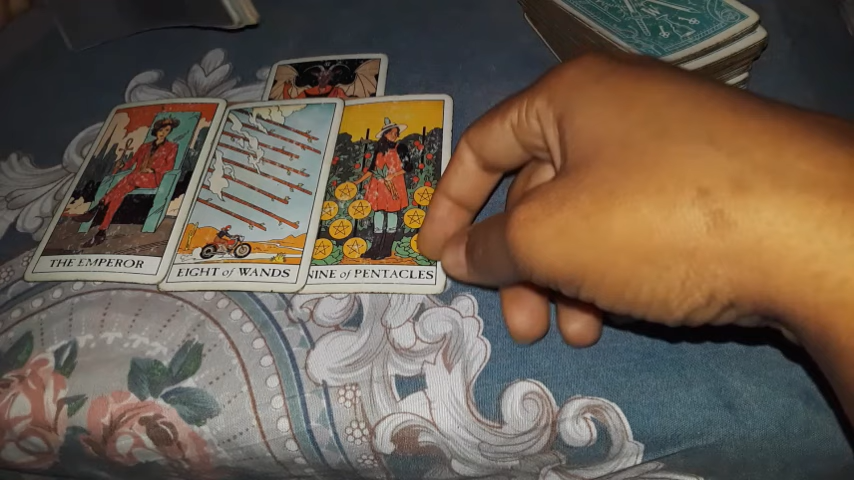 THE EMPEROR
EIGHT of WANDS
NINE of PENTACLES